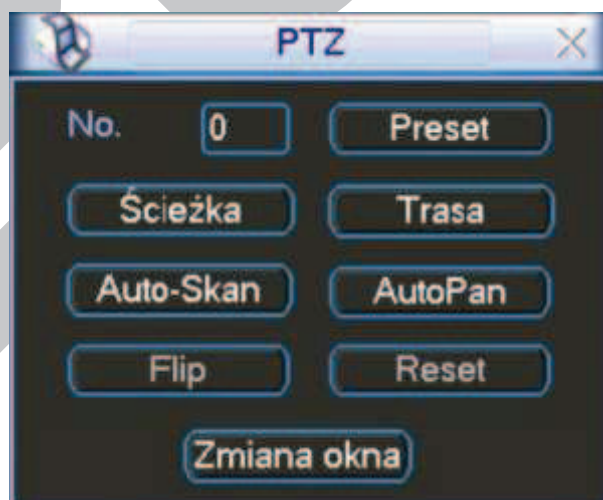 PTZ
No. 0 Preset
Ścieżka Trasa
Auto-Skan AutoPan
Flip Reset
Zmiana okna